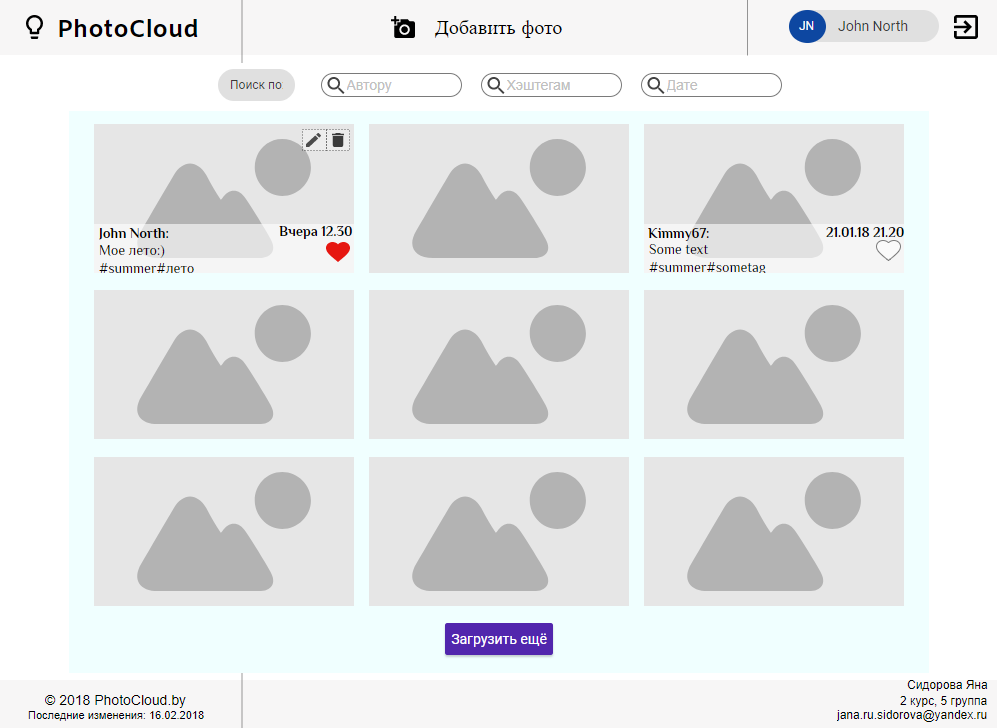 PhotoCloud
Добавить фото
JN John North
Поиск по Автору Хэштегам Дате
John North: Вчера 12.30
Мое лето:)
#summer#лето
Kimmy67: 21.01.18 21.20
Some text
#summer#sometag
Загрузить ещё
© 2018 PhotoCloud.by
Последние изменения: 16.02.2018
Сидорова Яна
2 курс, 5 группа
jana.ru.sidorova@yandex.ru